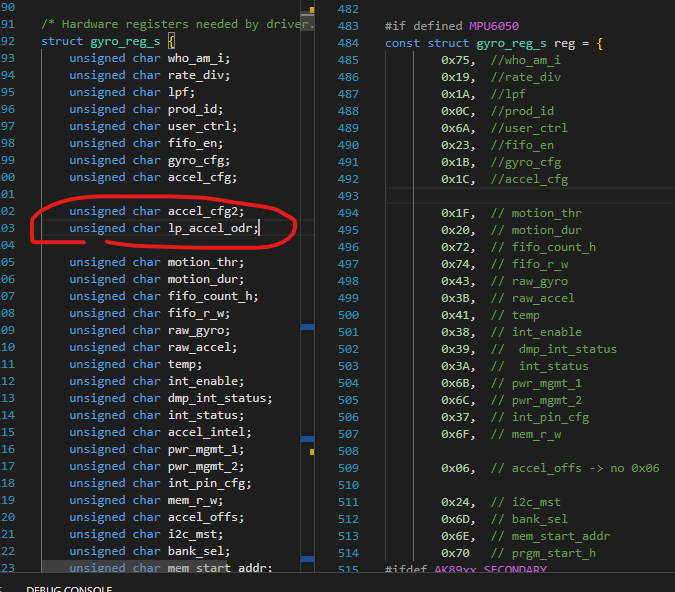 90
91 /* Hardware registers needed by driver.
92 struct gyro_reg_s {
93 unsigned char who_am_i;
94 unsigned char rate_div;
95 unsigned char lpf;
96 unsigned char prod_id;
97 unsigned char user_ctrl;
98 unsigned char fifo_en;
99 unsigned char gyro_cfg;
00 unsigned char accel_cfg;
01
02 unsigned char accel_cfg2;
03 unsigned char lp_accel_odr;
04
05 unsigned char motion_thr;
06 unsigned char motion_dur;
07 unsigned char fifo_count_h;
08 unsigned char fifo_r_w;
09 unsigned char raw_gyro;
10 unsigned char raw_accel;
11 unsigned char temp;
12 unsigned char int_enable;
13 unsigned char dmp_int_status;
14 unsigned char int_status;
15 unsigned char accel_intel;
16 unsigned char pwr_mgmt_1;
17 unsigned char pwr_mgmt_2;
18 unsigned char int_pin_cfg;
19 unsigned char mem_r_w;
20 unsigned char accel_offs;
21 unsigned char i2c_mst;
22 unsigned char bank_sel;
23 unsigned char mem_start_addr;
482
483 #if defined MPU6050
484 const struct gyro_reg_s reg = {
485 0x75, //who_am_i
486 0x19, //rate_div
487 0x1A, //lpf
488 0x0C, //prod_id
489 0x6A, //user_ctrl
490 0x23, //fifo_en
491 0x1B, //gyro_cfg
492 0x1C, //accel_cfg
493
494 0x1F, // motion_thr
495 0x20, // motion_dur
496 0x72, // fifo_count_h
497 0x74, // fifo_r_w
498 0x43, // raw_gyro
499 0x3B, // raw_accel
500 0x41, // temp
501 0x38, // int_enable
502 0x39, //  dmp_int_status
503 0x3A, //  int_status
504 0x6B, // pwr_mgmt_1
505 0x6C, // pwr_mgmt_2
506 0x37, // int_pin_cfg
507 0x6F, // mem_r_w
508
509 0x06, // accel_offs -> no 0x06
510
511 0x24, // i2c_mst
512 0x6D, // bank_sel
513 0x6E, // mem_start_addr
514 0x70  // prgm_start_h
515 #ifdef AK89xx_SECONDARY
DEBUG CONSOLE